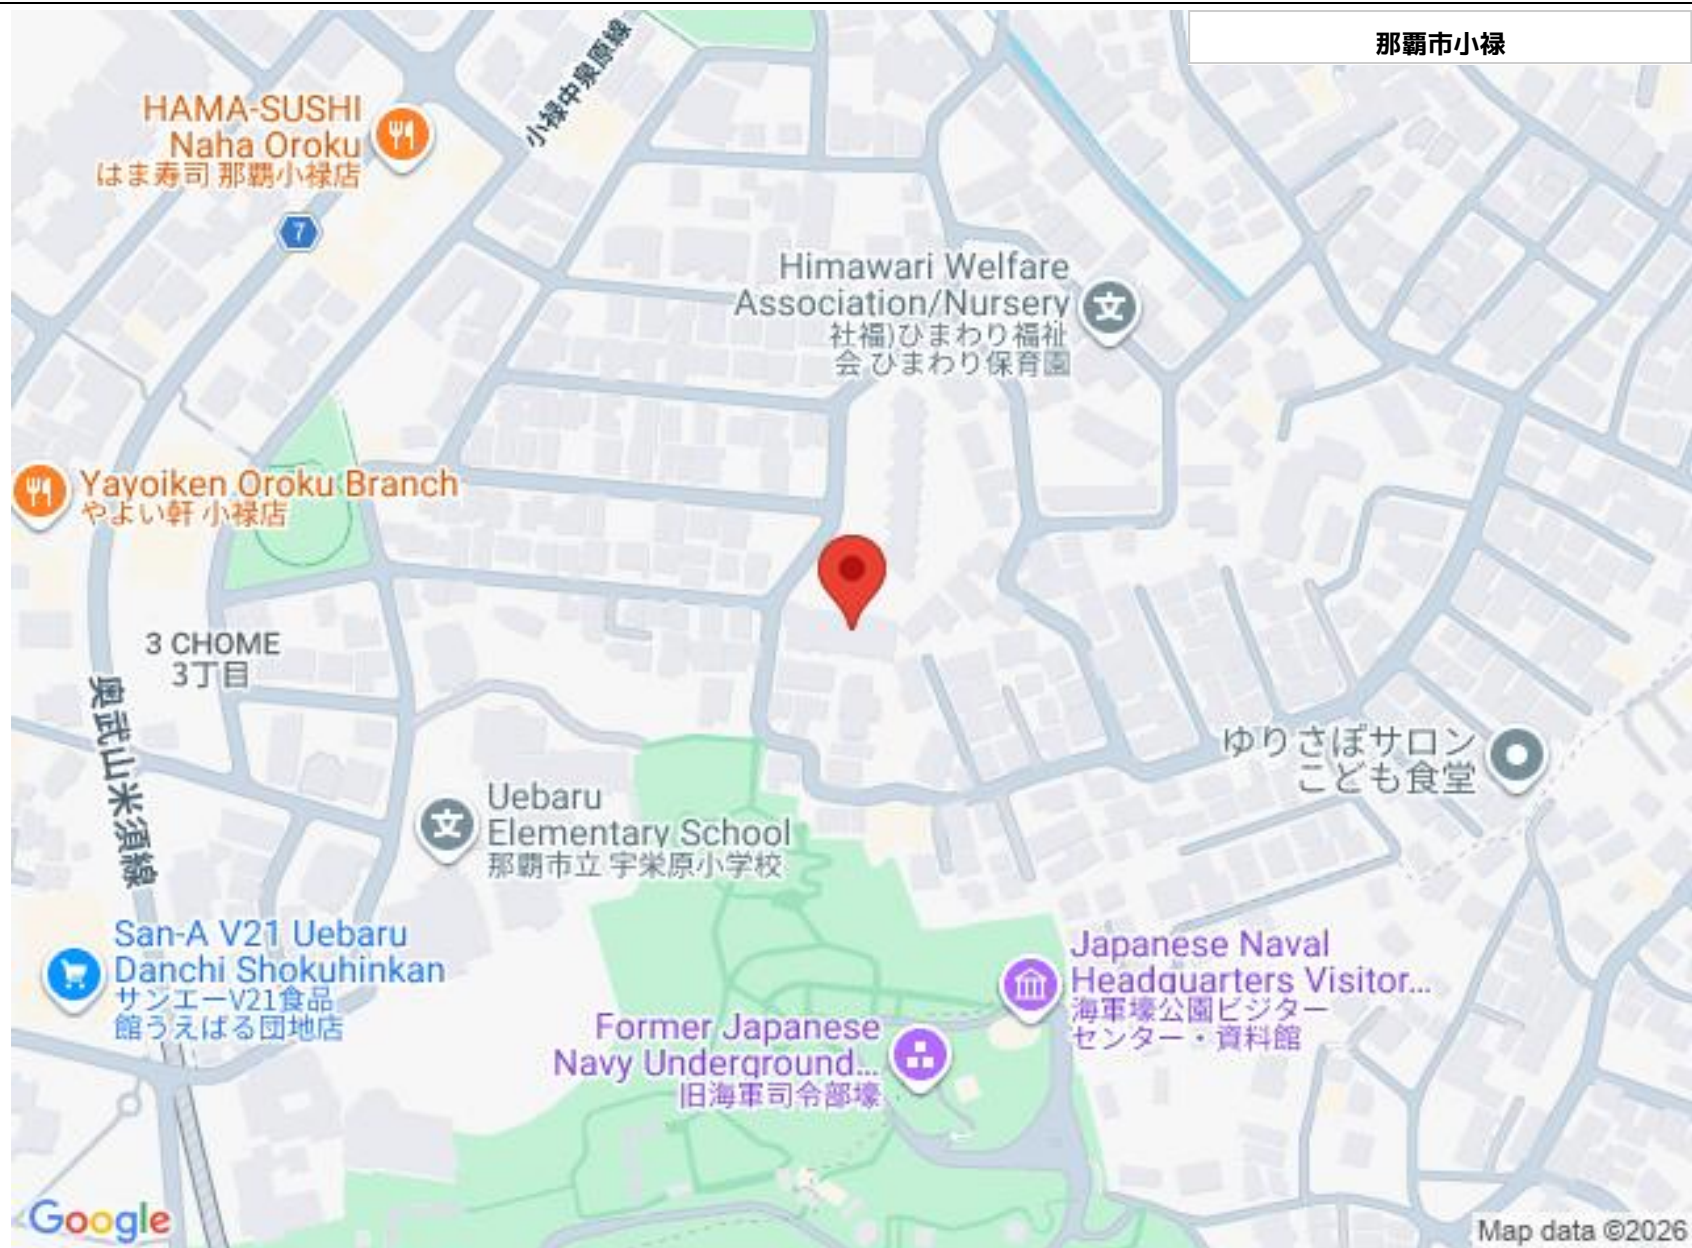 那覇市小禄
小禄中泉原線
HAMA-SUSHI
Naha Oroku
はま寿司 那覇小禄店
7
Himawari Welfare
Association/Nursery
社福)ひまわり福祉
会 ひまわり保育園
文
Yayoiken Oroku Branch
やよい軒 小禄店
3 CHOME
3丁目
奥武山米須線
ゆりさぽサロン
こども食堂
Uebaru
Elementary School
那覇市立 宇栄原小学校
文
San-A V21 Uebaru
Danchi Shokuhinkan
サンエーV21食品
館うえばる団地店
Japanese Naval
Headquarters Visitor...
海軍壕公園ビジター
センター・資料館
Former Japanese
Navy Underground...
旧海軍司令部壕
Google
Map data ©2026